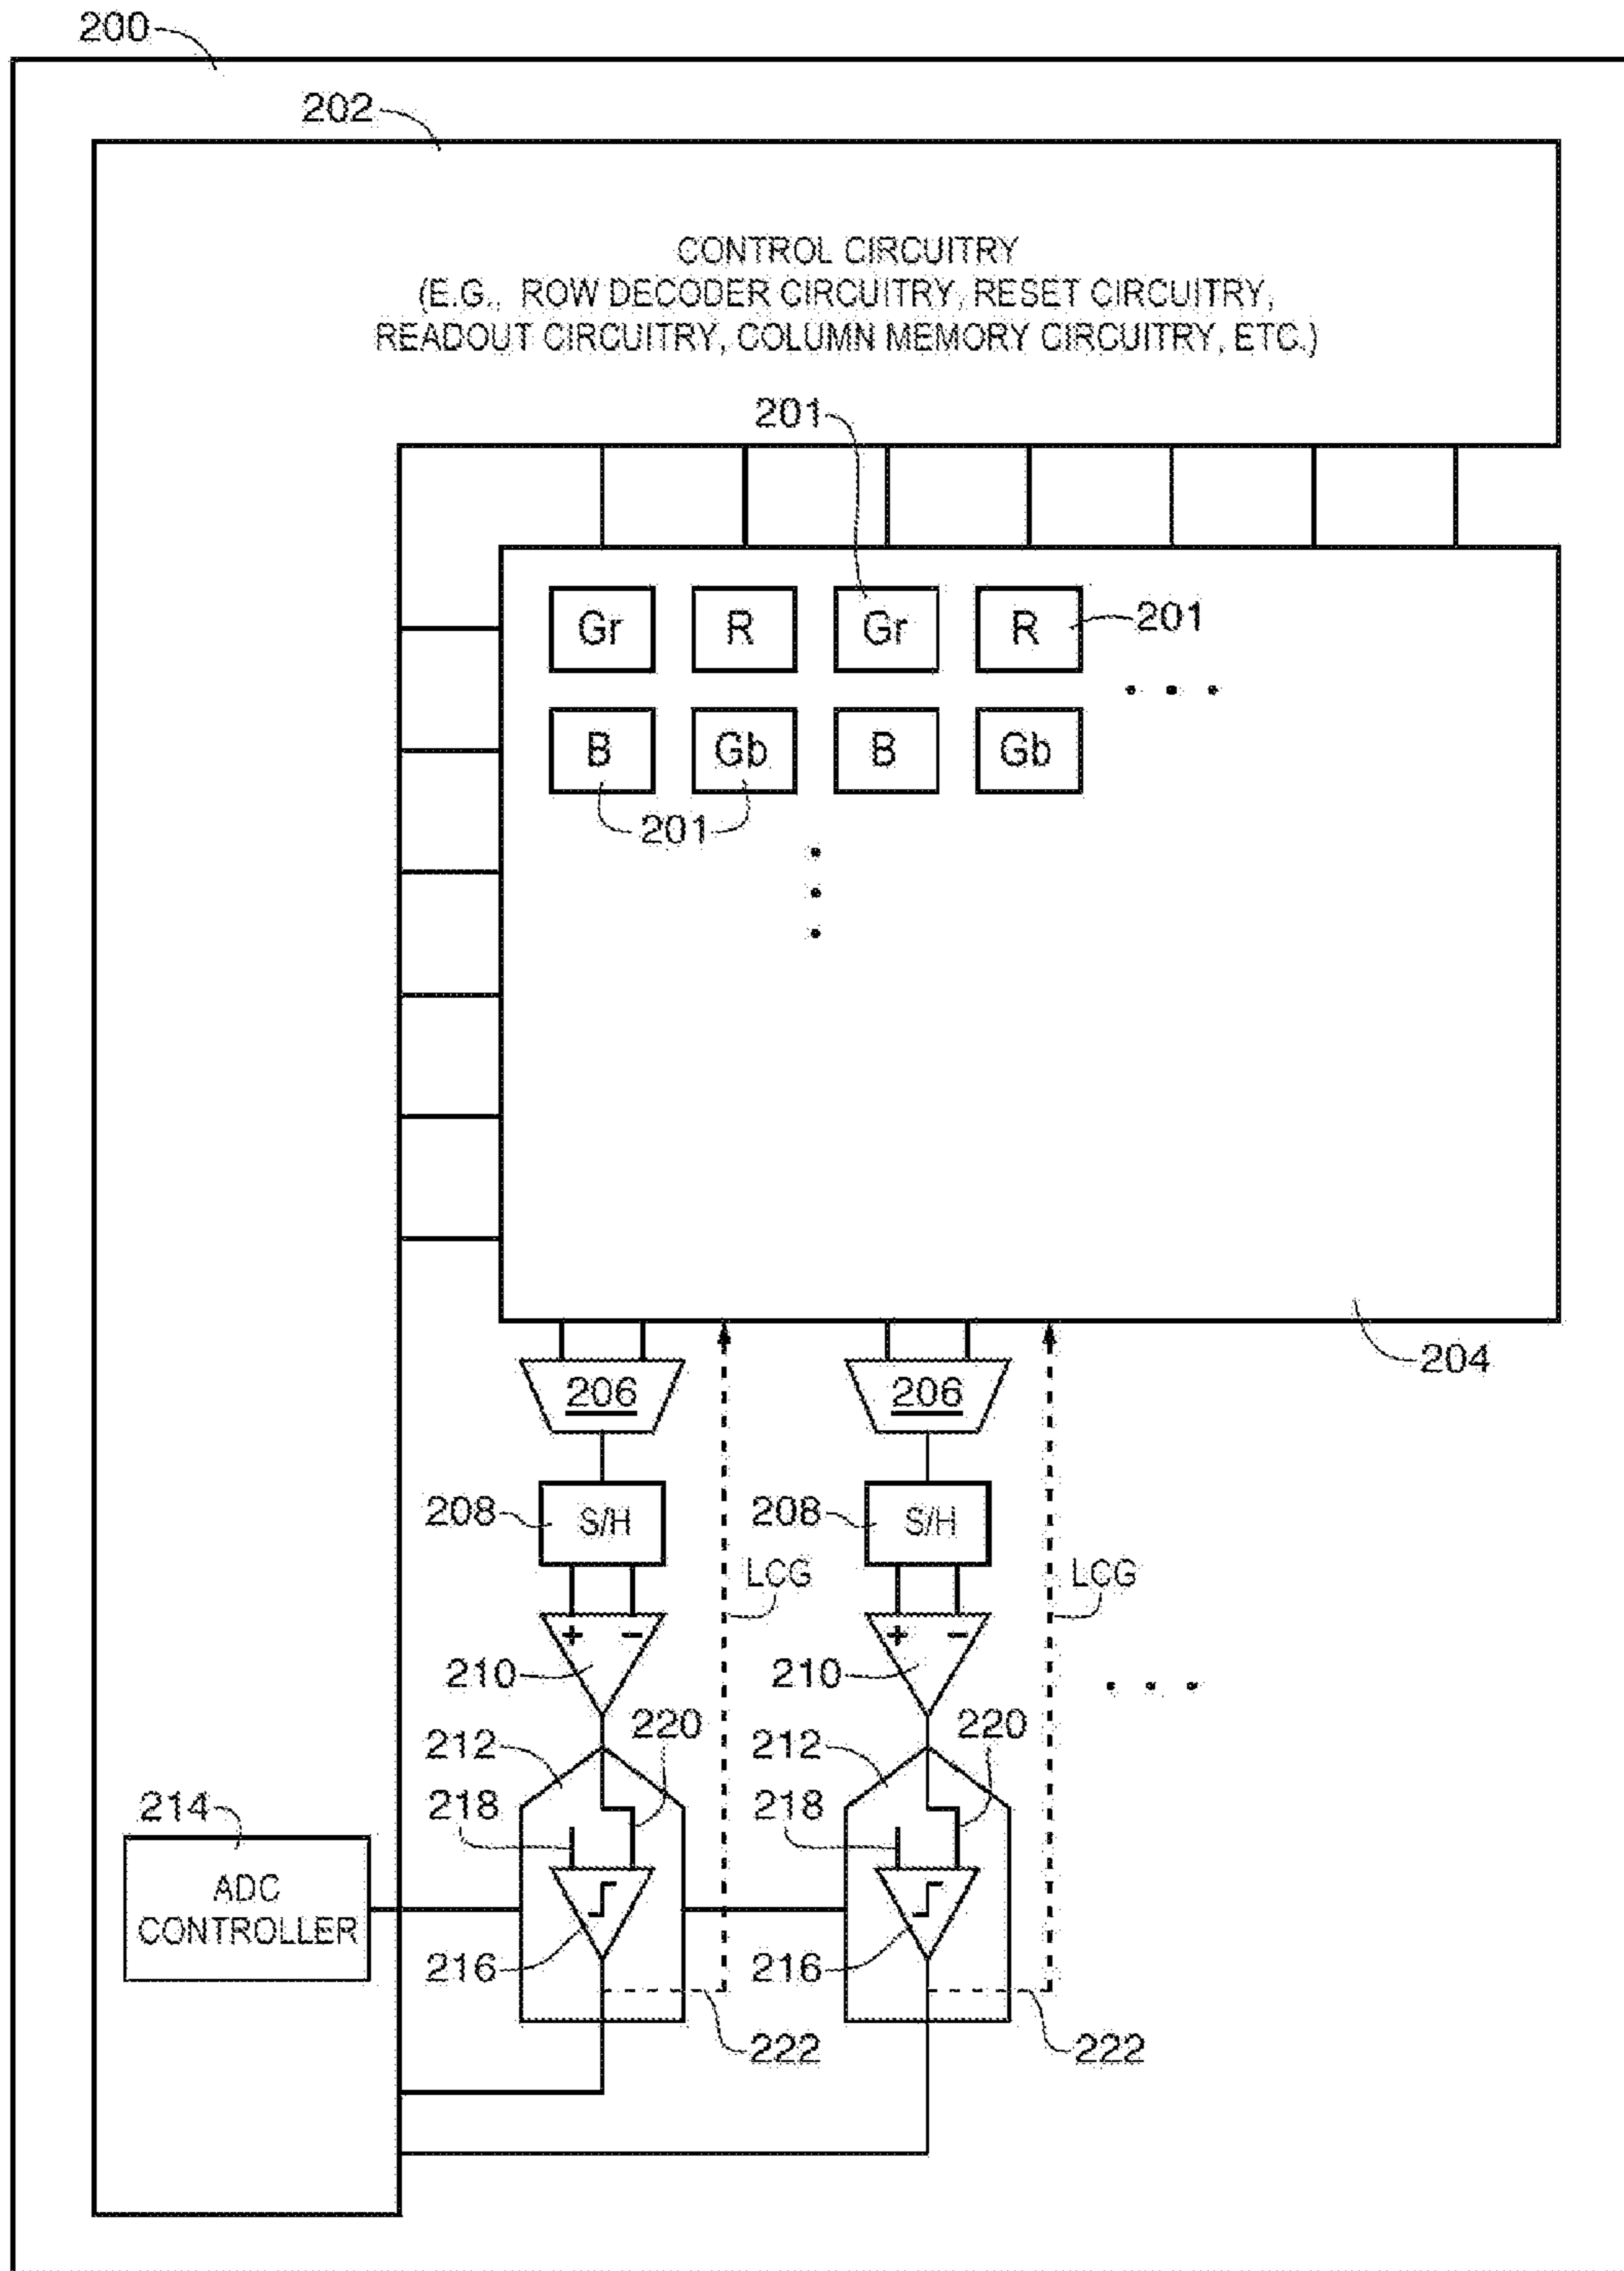 200
202
CONTROL CIRCUITRY
(E.G., ROW DECODER CIRCUITRY, RESET CIRCUITRY,
READOUT CIRCUITRY, COLUMN MEMORY CIRCUITRY, ETC.)
201
Gr R Gr R 201
B Gb B Gb
201
204
206 206
208 S/H 208 S/H
LCG LCG
+ - + -
210 210
212 220 212 220
214 218 218
ADC
CONTROLLER
216 216
222 222